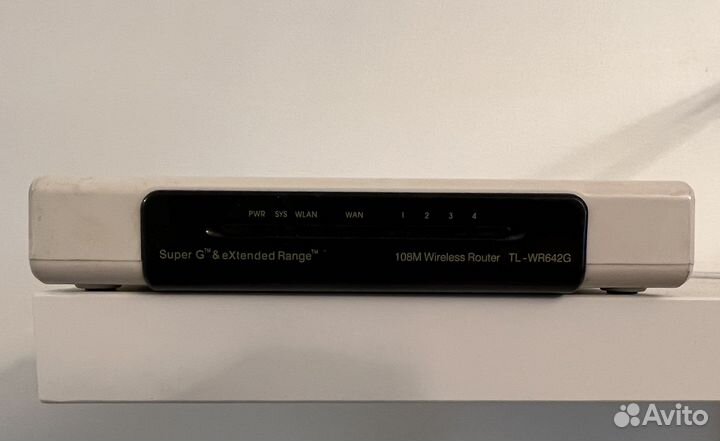 PWR SYS WLAN WAN 1 2 3 4
Super G™ & eXtended Range™ 108M Wireless Router TL-WR642G
Avito